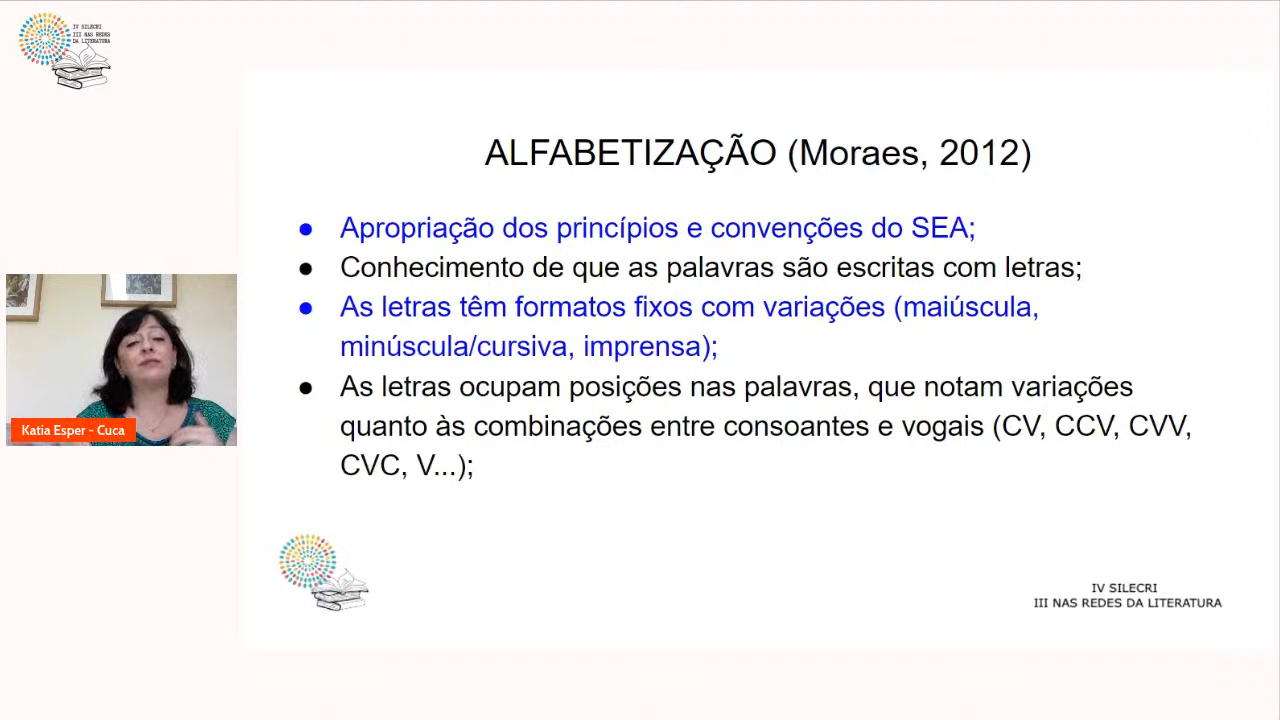 IV SILECRI
III NAS REDES
DA LITERATURA
ALFABETIZAÇÃO (Moraes, 2012)
● Apropriação dos princípios e convenções do SEA;
● Conhecimento de que as palavras são escritas com letras;
● As letras têm formatos fixos com variações (maiúscula,
minúscula/cursiva, imprensa);
● As letras ocupam posições nas palavras, que notam variações
quanto às combinações entre consoantes e vogais (CV, CCV, CVV,
CVC, V...);
Katia Esper - Cuca
IV SILECRI
III NAS REDES DA LITERATURA